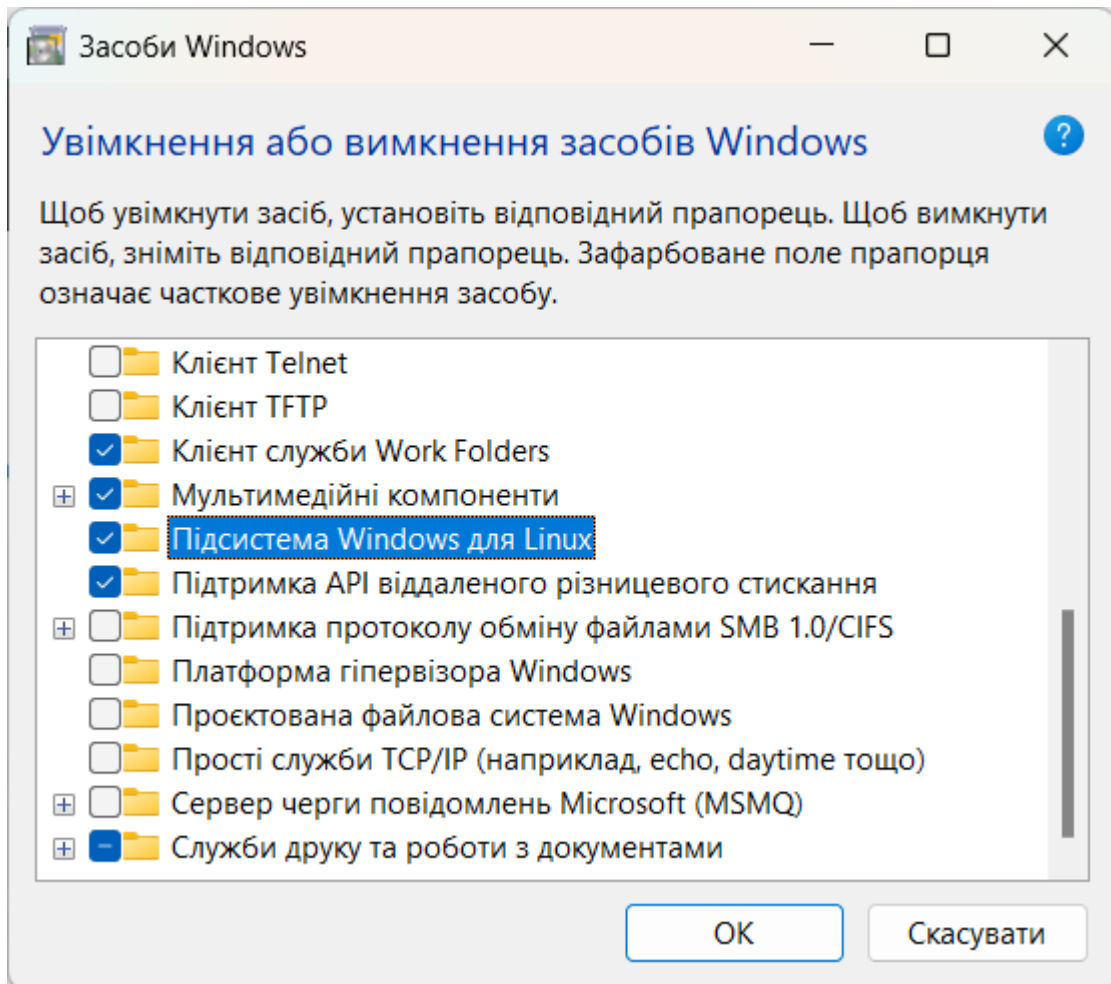 Засоби Windows
Увімкнення або вимкнення засобів Windows
?
Щоб увімкнути засіб, установіть відповідний прапорець. Щоб вимкнути
засіб, зніміть відповідний прапорець. Зафарбоване поле прапорця
означає часткове увімкнення засобу.
Клієнт Telnet
Клієнт TFTP
Клієнт служби Work Folders
Мультимедійні компоненти
Підсистема Windows для Linux
Підтримка API віддаленого різницевого стискання
Підтримка протоколу обміну файлами SMB 1.0/CIFS
Платформа гіпервізора Windows
Проєктована файлова система Windows
Прості служби TCP/IP (наприклад, echo, daytime тощо)
Сервер черги повідомлень Microsoft (MSMQ)
Служби друку та роботи з документами
ОК Скасувати